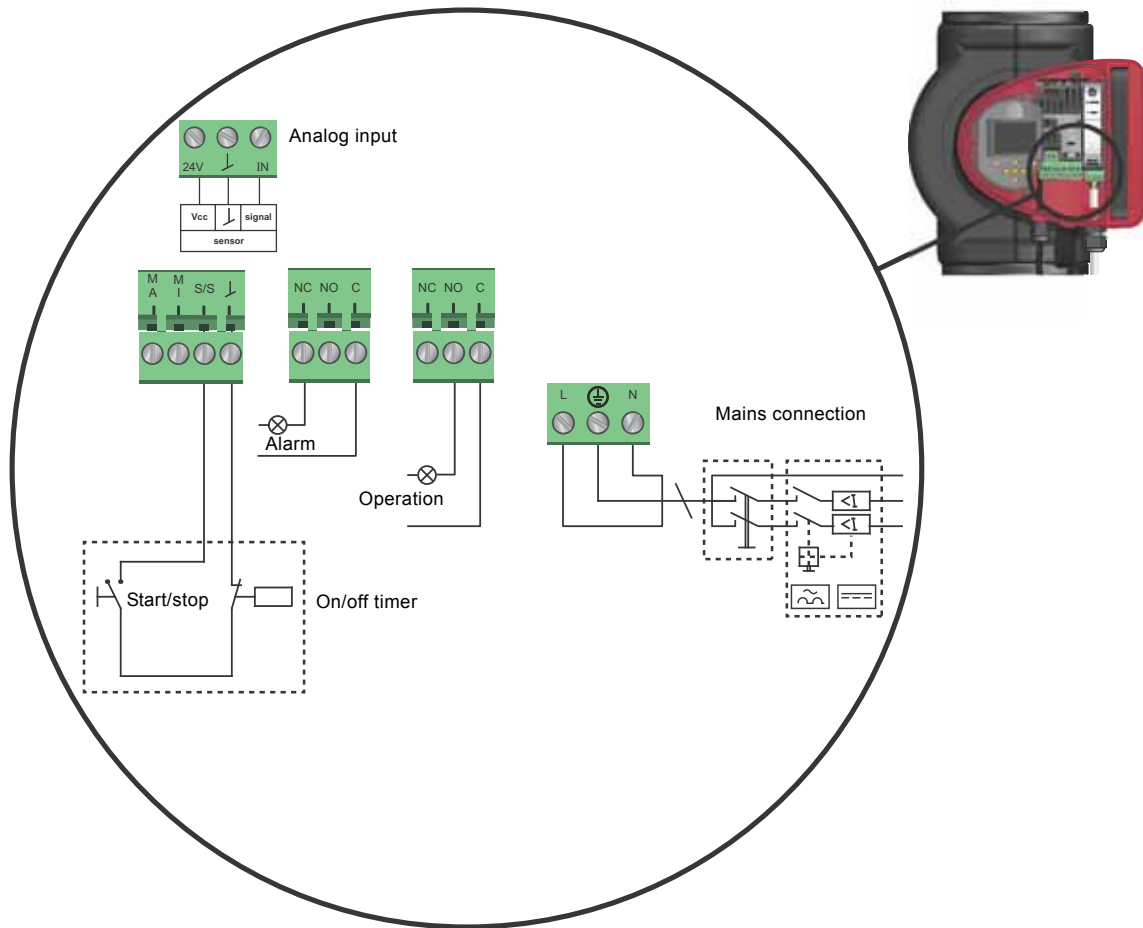 Analog input
24V IN
Vcc signal
sensor
M A M I S/S
NC NO C
NC NO C
Alarm
Operation
L N
Mains connection
Start/stop
On/off timer
<I
<I